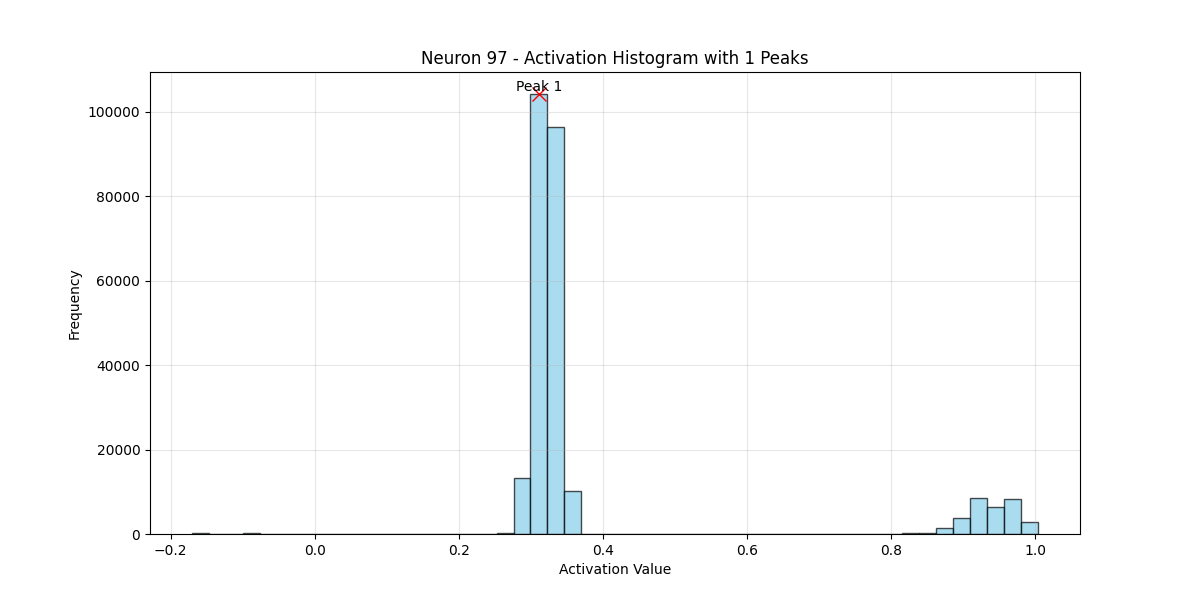 Neuron 97 - Activation Histogram with 1 Peaks
Peak 1
100000
80000
60000
40000
20000
0
Frequency
−0.2 0.0 0.2 0.4 0.6 0.8 1.0
Activation Value